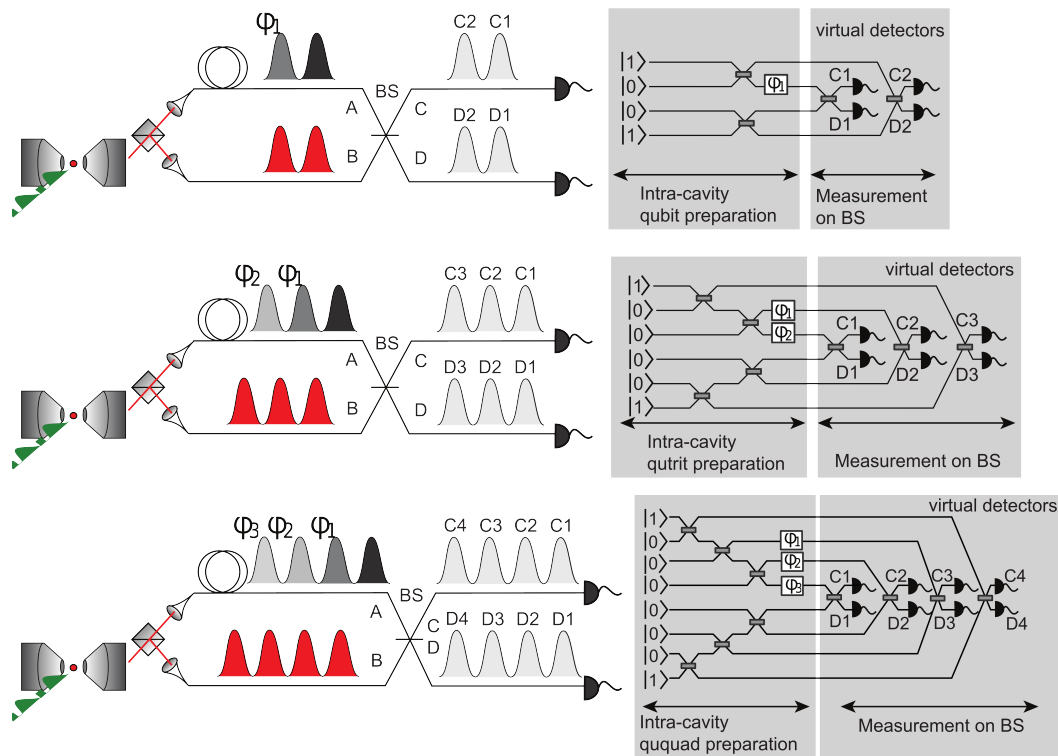 φ1
C2 C1
BS
A
C
B
D
D2 D1
virtual detectors
|1>
|0>
|0>
|1>
φ1
C1
C2
D1
D2
Intra-cavity
qubit preparation
Measurement
on BS
φ2 φ1
C3 C2 C1
BS
A
C
B
D
D3 D2 D1
virtual detectors
|1>
|0>
|0>
|0>
|0>
|1>
φ1
φ2
C1
C2
C3
D1
D2
D3
Intra-cavity
qutrit preparation
Measurement on BS
φ3 φ2 φ1
C4 C3 C2 C1
BS
A
C
B
D
D4 D3 D2 D1
virtual detectors
|1>
|0>
|0>
|0>
|0>
|0>
|0>
|1>
φ1
φ2
φ3
C1
C2
C3
C4
D1
D2
D3
D4
Intra-cavity
ququad preparation
Measurement on BS